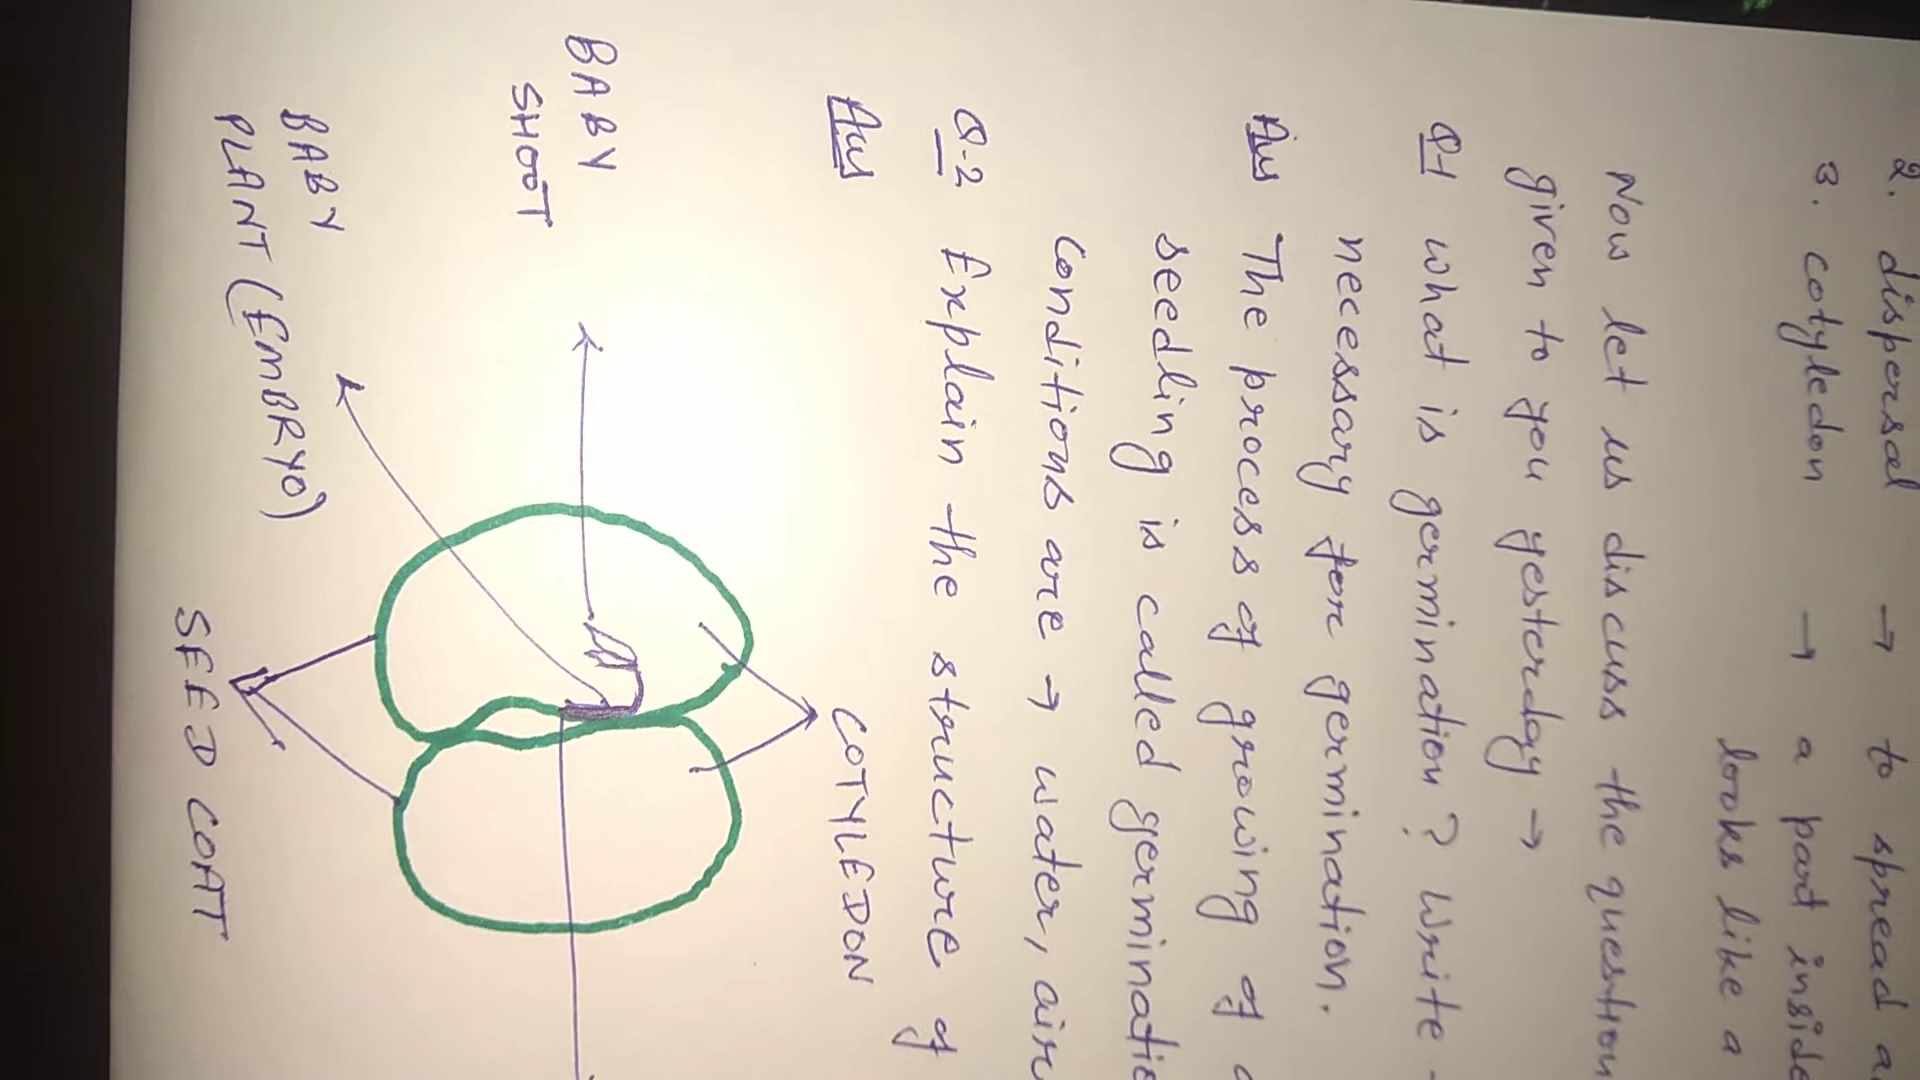 2. dispersal → to spread
3. cotyledon → a part inside
looks like a
Now let us discuss the question
given to you yesterday →
Q-1 what is germination? Write
necessary for germination.
Ans The process of growing of a
seedling is called
Conditions are → water, air
Q-2 Explain the structure of
Ans
COTYLEDON
BABY
SHOOT
BABY
PLANT (EMBRYO)
SEED COAT